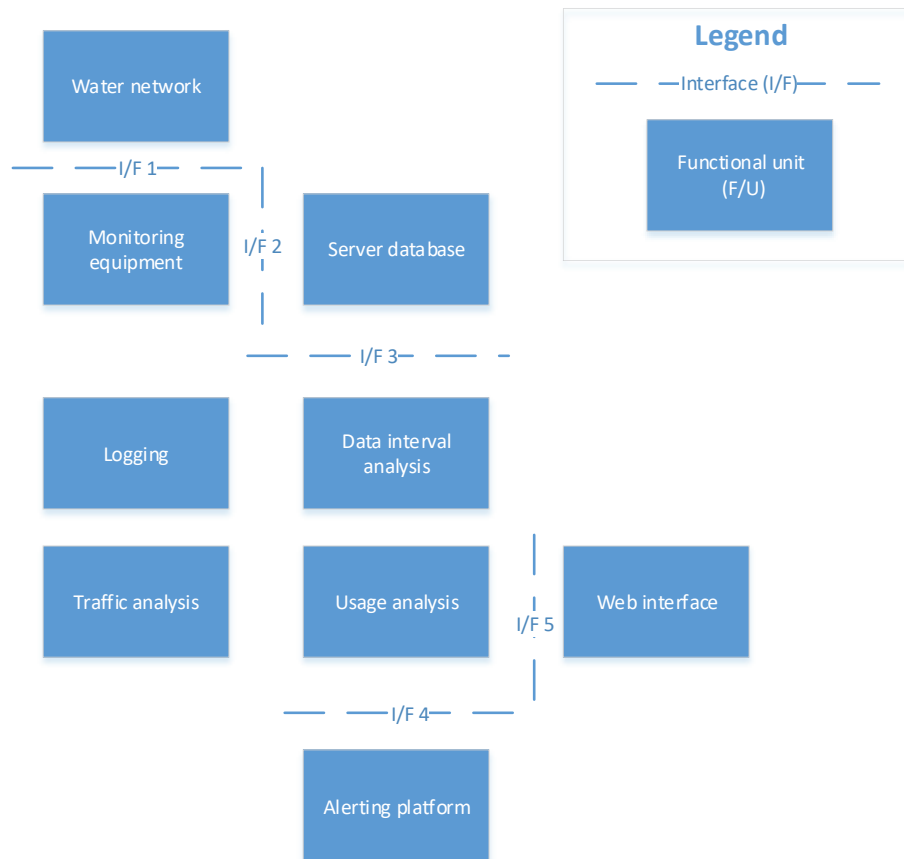 Legend
Interface (I/F)
Functional unit
(F/U)
Water network
I/F 1
Monitoring
equipment
I/F 2
Server database
I/F 3
Logging
Data interval
analysis
Traffic analysis
Usage analysis
I/F 5
Web interface
I/F 4
Alerting platform